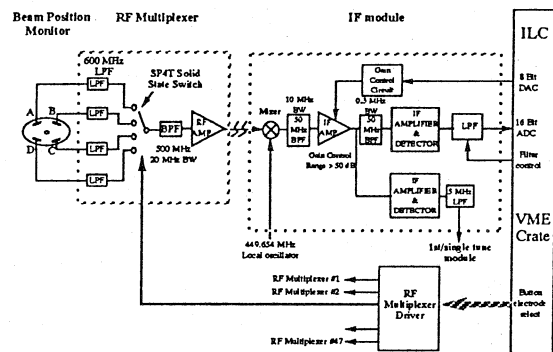 Beam Position
Monitor
RF Multiplexer
IF module
ILC
600 MHz
LPF
SP4T Solid
State Switch
LPF
LPF
LPF
LPF
A
B
C
D
BPF
RF
AMP
500 MHz
20 MHz BW
Mixer
10 MHz
BW
50
MHz
BPF
IF
AMP
Gain Control
Range > 50 dB
Gain
Control
Circuit
0.3 MHz
BW
50
MHz
BPF
IF
AMPLIFIER
&
DETECTOR
LPF
8 Bit
DAC
16 Bit
ADC
Filter
control
IF
AMPLIFIER
&
DETECTOR
5 MHz
LPF
1st/single tune
module
449.654 MHz
Local oscillator
VME
Crate
RF Multiplexer #1
RF Multiplexer #2
RF Multiplexer #47
RF
Multiplexer
Driver
Button
electrode
select